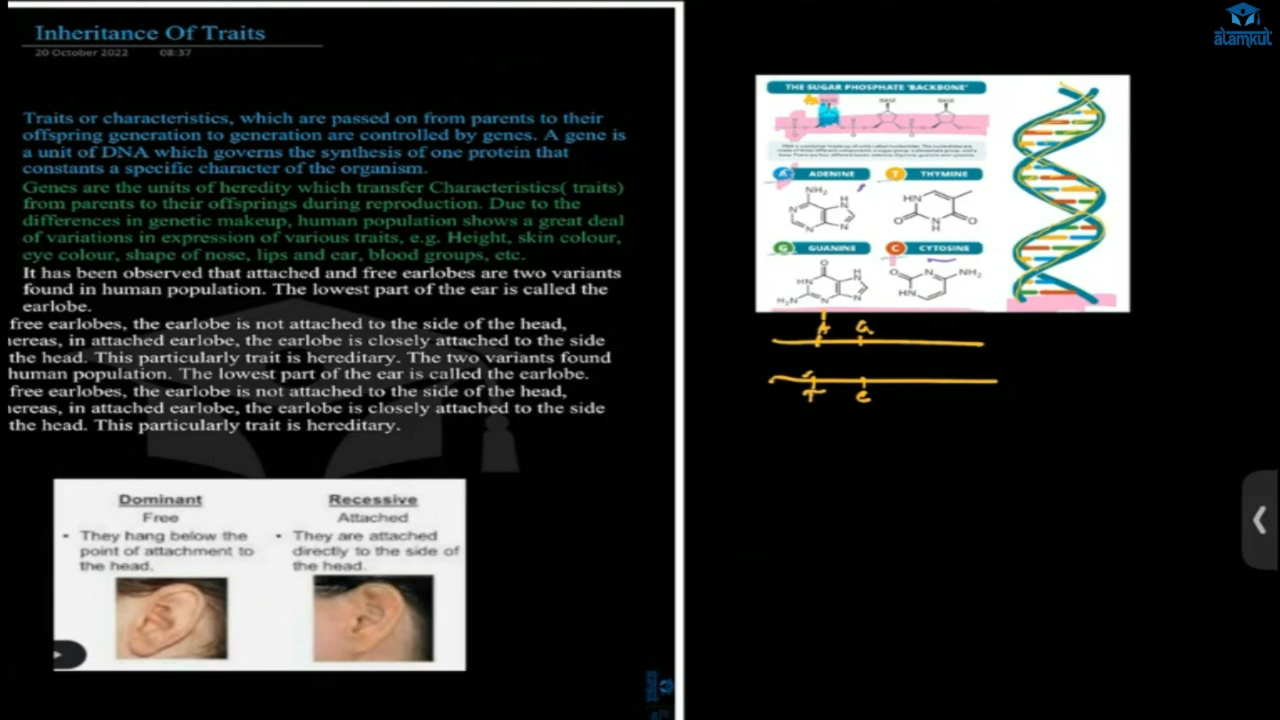 Inheritance Of Traits
20 October 2022 08:37
Traits or characteristics, which are passed on from parents to their
offspring generation to generation are controlled by genes. A gene is
a unit of DNA which governs the synthesis of one protein that
constants a specific character of the organism.
Genes are the units of heredity which transfer Characteristics( traits)
from parents to their offsprings during reproduction. Due to the
differences in genetic makeup, human population shows a great deal
of variations in expression of various traits, e.g. Height, skin colour,
eye colour, shape of nose, lips and ear, blood groups, etc.
It has been observed that attached and free earlobes are two variants
found in human population. The lowest part of the ear is called the
earlobe.
free earlobes, the earlobe is not attached to the side of the head,
hereas, in attached earlobe, the earlobe is closely attached to the side
the head. This particularly trait is hereditary. The two variants found
human population. The lowest part of the ear is called the earlobe.
free earlobes, the earlobe is not attached to the side of the head,
hereas, in attached earlobe, the earlobe is closely attached to the side
the head. This particularly trait is hereditary.
Dominant
Free
• They hang below the
point of attachment to
the head.
Recessive
Attached
• They are attached
directly to the side of
the head.
alamkul
THE SUGAR PHOSPHATE 'BACKBONE'
BASE BASE
A ADENINE
T THYMINE
NH₂
N N H N N
HN O N H O
G GUANINE
C CYTOSINE
O HN H₂N N N H N
O N NH₂ HN
A G
T C